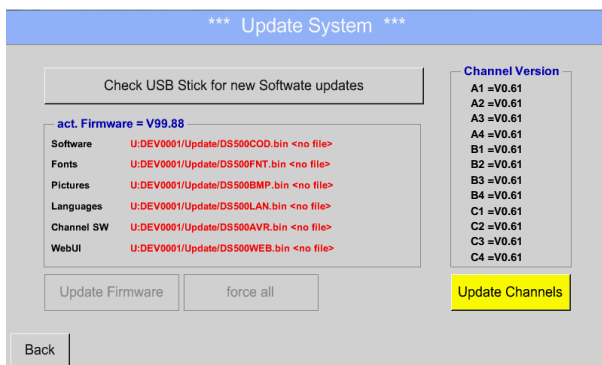 *** Update System ***
Check USB Stick for new Softwate updates
act. Firmware = V99.88
Software U:DEV0001/Update/DS500COD.bin <no file>
Fonts U:DEV0001/Update/DS500FNT.bin <no file>
Pictures U:DEV0001/Update/DS500BMP.bin <no file>
Languages U:DEV0001/Update/DS500LAN.bin <no file>
Channel SW U:DEV0001/Update/DS500AVR.bin <no file>
WebUI U:DEV0001/Update/DS500WEB.bin <no file>
Update Firmware
force all
Channel Version
A1 =V0.61
A2 =V0.61
A3 =V0.61
A4 =V0.61
B1 =V0.61
B2 =V0.61
B3 =V0.61
B4 =V0.61
C1 =V0.61
C2 =V0.61
C3 =V0.61
C4 =V0.61
Update Channels
Back